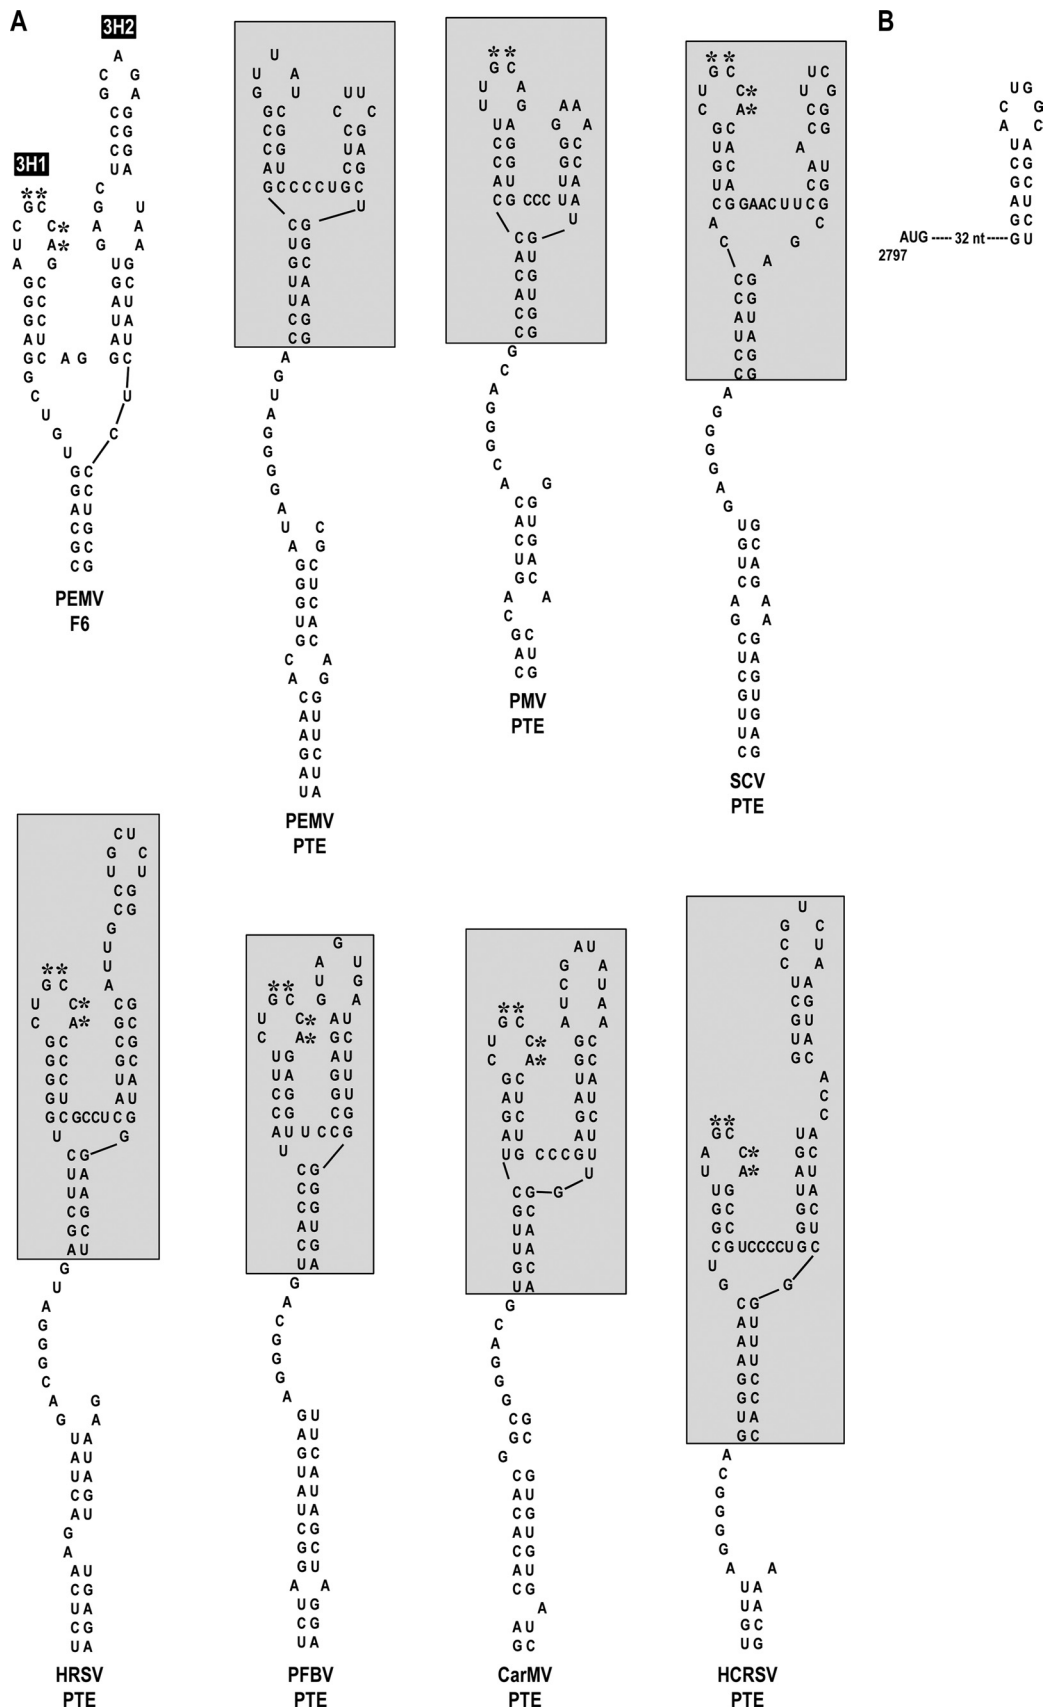 A
3H2
A
C G
G A
C G
C G
C G
C G
U A
C
G U
A A
G A
3H1
* *
G C
C C*
U A*
A G
G C
G C
G C
A U
G C A G
G
C
U
G
U
U G
A G
U A
G C
A U
U A
A U
G C
U
C
G C
G C
A U
C G
C G
G C
PEMV
F6
U
U A
G U
G C
C G
C G
C G
A U
G C C C C U G C
U U
C C
C G
C G
U A
C G
U
C G
U G
G C
U A
U A
C G
C G
A
G
U
A
G
G
G
G
A
U C
A G
G C
G U
G C
U A
G C
C A
A G
C G
A U
A U
G C
A U
U A
PEMV
PTE
* *
G C
U A
U G
U A
C G
C G
A U
C G C C C U U
A A
G A
G C
G C
G A
U A
U
C G
A U
C G
A U
C G
C G
G
C
A
G
G
G
C
A G
C G
A U
C G
U A
G C
A A
C
G C
A U
C G
PMV
PTE
* *
G C
U C*
C A*
G C
U A
G C
U A
C G G A A C U U C C
A
C
U C
U G
C G
C G
A
A U
C G
A G
C
G
A
C G
C G
A U
U A
C G
C G
A
G
G
G
A
G
U G
G C
U A
C G
A A
G A
C G
U A
C G
G U
U G
U A
C G
SCV
PTE
B
U G
C G
A C
U A
C G
G C
A U
G C
G U
AUG ----- 32 nt -----
2797
C U
G C
U U
C G
C G
G
U
U
A
* *
G C
U C*
C A*
G C
G C
G C
G U
G C G C C U C G
C G
G C
G C
C G
U A
A U
G
U
C G
U A
U A
C G
G C
A U
G
U
A
G
G
G
C
A G
G A
U A
A U
U A
C G
A U
G
A
A U
C G
U A
C G
U A
HRSV
PTE
G
A U
U G
G A
A U
G C
A U
G U
G U
C G
C G
* *
G C
U C*
C A*
U G
U A
C G
C G
A U U C C G
U
C G
C G
A G
C U
C G
U A
G
A
C
G
G
G
A
G U
A U
G C
U A
A U
U A
C G
G C
G U
A A
U G
C G
U A
PFBV
PTE
A U
G A
C A
U A
A A
G C
G C
U A
A U
G C
A U
* *
G C
U C*
C A*
G C
A U
G C
A U
U G C C C G U
U
C G G
G C
U A
U A
G C
U A
G
C
A
G
G
G
C G
G C
G
C G
A U
C G
A U
C G
A U
C G
A
A U
G C
CarMV
PTE
U
G C
C U
C A
U A
C G
G U
U A
G C
A
C
C
* *
G C
A C*
U A*
U G
G C
G C
C G U C C C C U G C
U A
A C
G U
A U
U A
G C
G U
U
G
G
C G
A U
A U
A U
G C
G C
U A
G C
A
C
G
G
G
G
A A
U A
U A
G C
U G
HCRSV
PTE